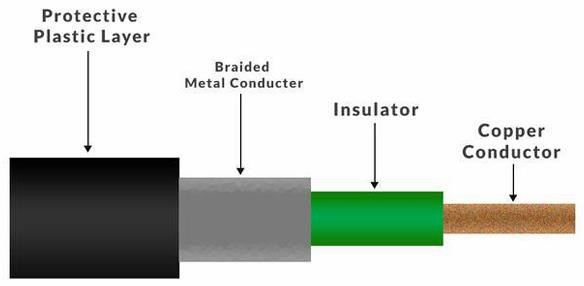 Protective
Plastic Layer
Braided
Metal Conducter
Insulator
Copper
Conductor